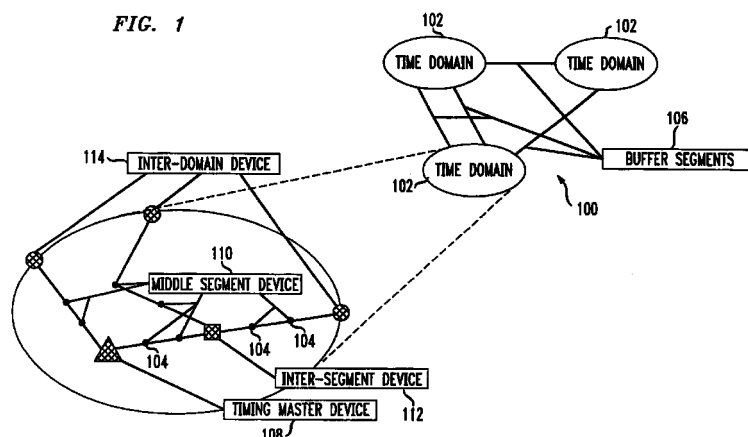 FIG. 1
102
102
TIME DOMAIN
TIME DOMAIN
106
BUFFER SEGMENTS
114
INTER-DOMAIN DEVICE
TIME DOMAIN
102
100
110
MIDDLE SEGMENT DEVICE
104
104
104
INTER-SEGMENT DEVICE
112
TIMING MASTER DEVICE
108